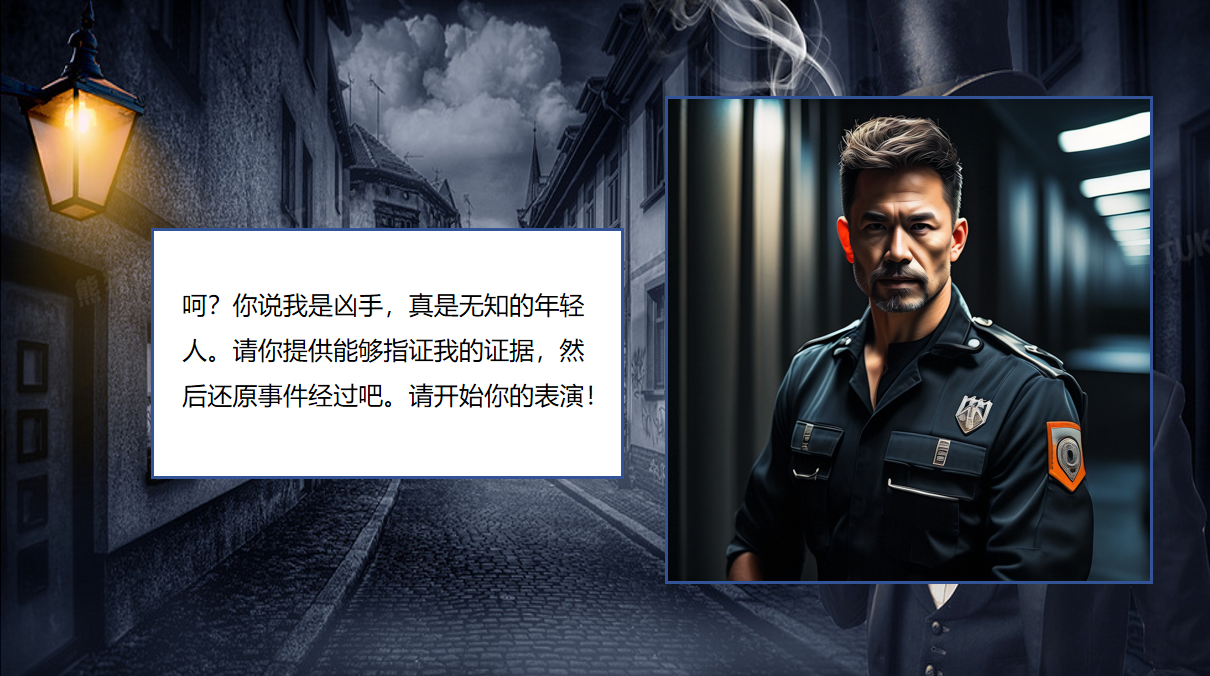 呵？你说我是凶手，真是无知的年轻
人。请你提供能够指证我的证据，然
后还原事件经过吧。请开始你的表演！
熊
TUK